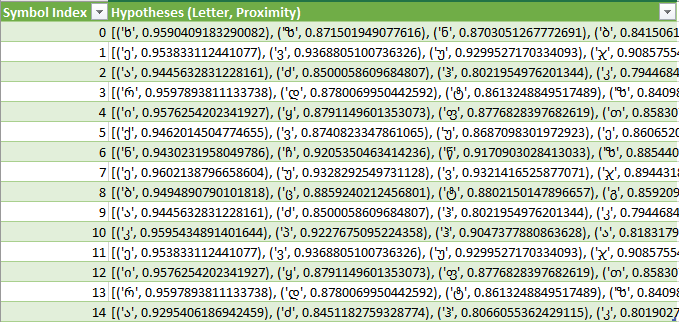 Symbol Index Hypotheses (Letter, Proximity)
0 [('ხ', 0.9590409183290082), ('ზ', 0.871501949077616), ('ნ', 0.8703051267772691), ('ბ', 0.8415061
1 [('ე', 0.953833112441077), ('ვ', 0.9368805100736326), ('უ', 0.9299527170334093), ('ჯ', 0.9085755
2 [('ა', 0.9445632831228161), ('ძ', 0.8500058609684807), ('ჰ', 0.8021954976201344), ('კ', 0.794468
3 [('რ', 0.9597893811133738), ('დ', 0.8780069950442592), ('ტ', 0.8613248849517489), ('ზ', 0.84098
4 [('ი', 0.9576254202341927), ('ყ', 0.8791149601353073), ('ფ', 0.8776828397682619), ('თ', 0.85830
5 [('ქ', 0.9462014504774655), ('ვ', 0.8740823347861065), ('უ', 0.8687098301972923), ('ე', 0.860652
6 [('ნ', 0.9430231958049786), ('ჩ', 0.9205350463414236), ('წ', 0.9170903028413033), ('ზ', 0.88540
7 [('ე', 0.9602138796658604), ('უ', 0.9328292549731128), ('ვ', 0.9321416525877071), ('ჯ', 0.894431
8 [('ბ', 0.9494890790101818), ('ც', 0.8859240212456801), ('ტ', 0.8802150147896657), ('გ', 0.859209
9 [('ა', 0.9445632831228161), ('ძ', 0.8500058609684807), ('ჰ', 0.8021954976201344), ('კ', 0.794468
10 [('კ', 0.9595434891401644), ('პ', 0.9227676095224358), ('ჰ', 0.9047377880863628), ('ა', 0.818317
11 [('ე', 0.953833112441077), ('ვ', 0.9368805100736326), ('უ', 0.9299527170334093), ('ჯ', 0.9085755
12 [('ი', 0.9576254202341927), ('ყ', 0.8791149601353073), ('ფ', 0.8776828397682619), ('თ', 0.85830
13 [('რ', 0.9597893811133738), ('დ', 0.8780069950442592), ('ტ', 0.8613248849517489), ('ზ', 0.84098
14 [('ა', 0.9295406186942459), ('ძ', 0.8451182759328774), ('ჰ', 0.8066055362429115), ('კ', 0.801902